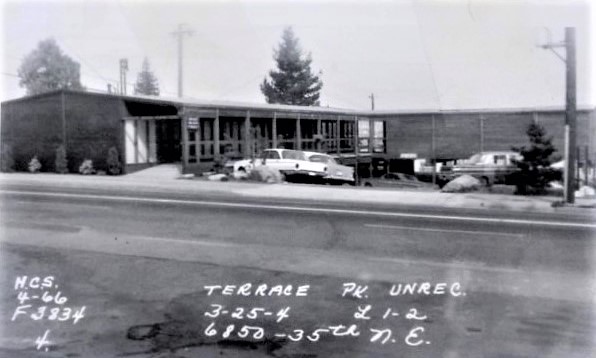 N.C.S.
4-66
F3834
4.
TERRACE PK. UNREC.
3-25-4 L 1-2
6850-35th N.E.